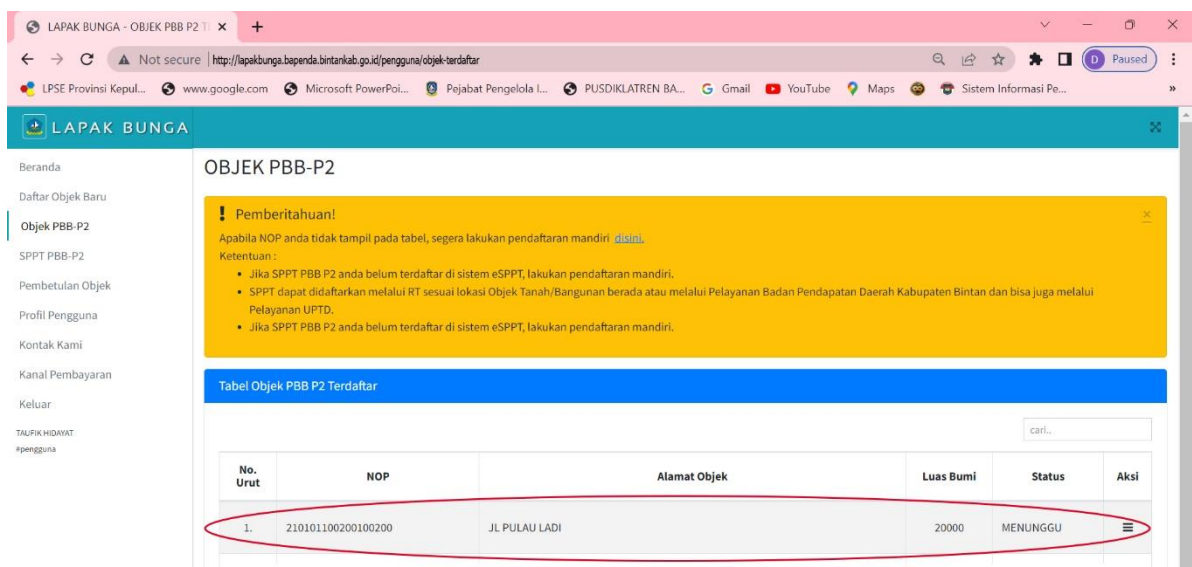 LAPAK BUNGA - OBJEK PBB P2 T
Not secure | http://lapakbunga.bapenda.bintankab.go.id/pengguna/objek-terdaftar
D Paused
LPSE Provinsi Kepul... www.google.com Microsoft PowerPoi... Pejabat Pengelola I... PUSDIKLATREN BA... Gmail YouTube Maps Sistem Informasi Pe... »
LAPAK BUNGA
Beranda
Daftar Objek Baru
Objek PBB-P2
SPPT PBB-P2
Pembetulan Objek
Profil Pengguna
Kontak Kami
Kanal Pembayaran
Keluar
TAUFIK HIDAYAT
#pengguna
OBJEK PBB-P2
! Pemberitahuan!
Apabila NOP anda tidak tampil pada tabel, segera lakukan pendaftaran mandiri disini.
Ketentuan :
• Jika SPPT PBB P2 anda belum terdaftar di sistem eSPPT, lakukan pendaftaran mandiri.
• SPPT dapat didaftarkan melalui RT sesuai lokasi Objek Tanah/Bangunan berada atau melalui Pelayanan Badan Pendapatan Daerah Kabupaten Bintan dan bisa juga melalui
Pelayanan UPTD.
• Jika SPPT PBB P2 anda belum terdaftar di sistem eSPPT, lakukan pendaftaran mandiri.
Tabel Objek PBB P2 Terdaftar
cari..
No. Urut NOP Alamat Objek Luas Bumi Status Aksi
1. 210101100200100200 JL PULAU LADI 20000 MENUNGGU